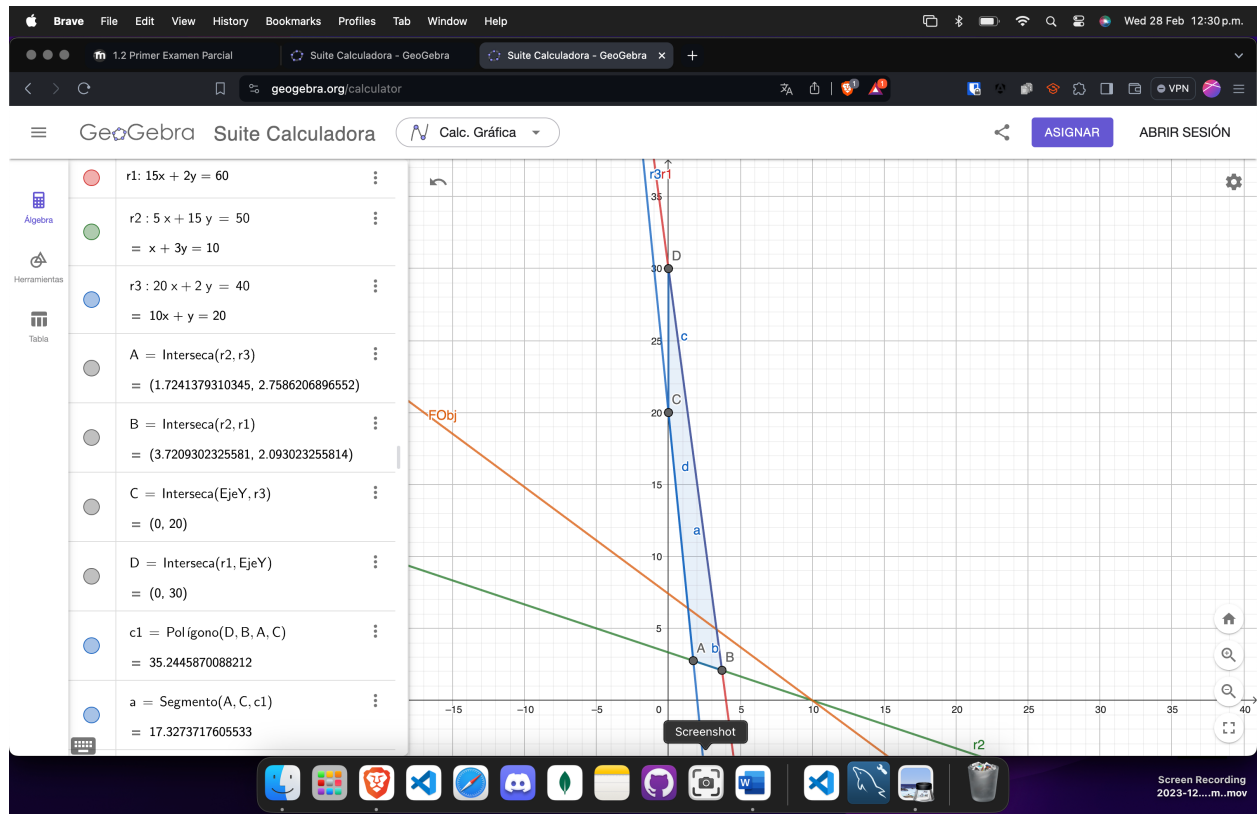 Brave File Edit View History Bookmarks Profiles Tab Window Help Wed 28 Feb 12:30 p.m.
1.2 Primer Examen Parcial Suite Calculadora - GeoGebra Suite Calculadora - GeoGebra
geogebra.org/calculator 1 VPN
GeoGebra Suite Calculadora Calc. Gráfica ASIGNAR ABRIR SESIÓN
Álgebra
Herramientas
Tabla
r1: 15x + 2y = 60
r2 : 5 x + 15 y = 50
= x + 3y = 10
r3 : 20 x + 2 y = 40
= 10x + y = 20
A = Interseca(r2, r3)
= (1.7241379310345, 2.7586206896552)
B = Interseca(r2, r1)
= (3.7209302325581, 2.093023255814)
C = Interseca(EjeY, r3)
= (0, 20)
D = Interseca(r1, EjeY)
= (0, 30)
c1 = Polígono(D, B, A, C)
= 35.2445870088212
a = Segmento(A, C, c1)
= 17.3273717605533
r3 r1
35
D
30
25 c
C
20
FObj
d
15
a
10
5
A b B
−15 −10 −5 0 5 10 15 20 25 30 35 40
r2
Screenshot
Screen Recording
2023-12....m..mov